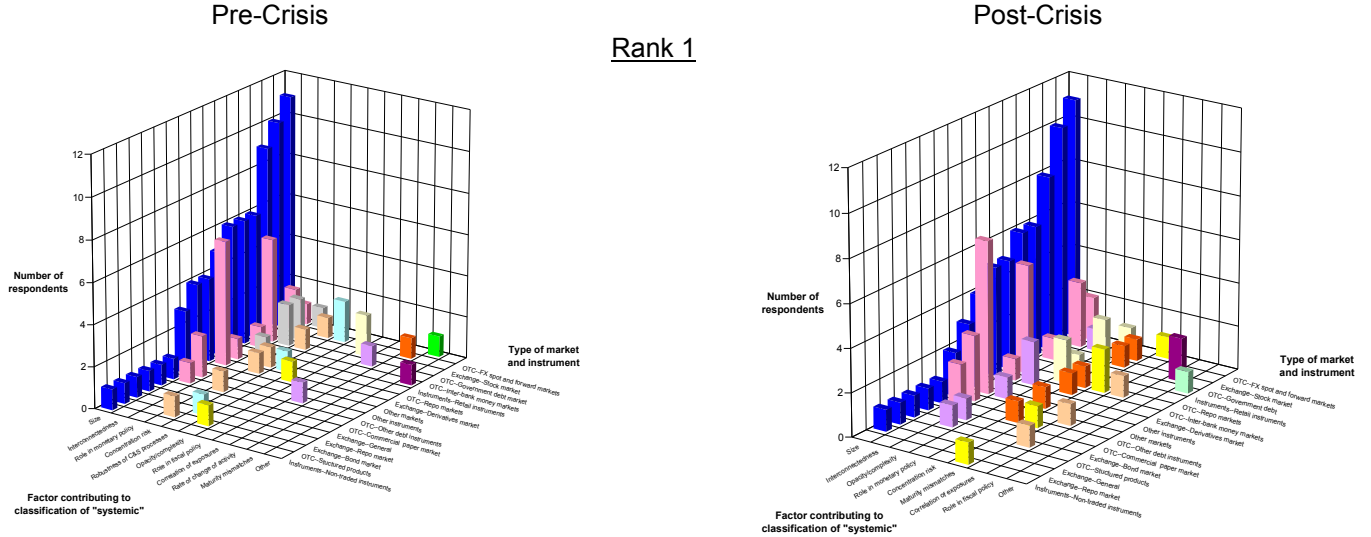 Pre-Crisis
Post-Crisis
Rank 1
12
10
8
6
4
2
0
Number of
respondents
Size
Interconnectedness
Role in monetary policy
Concentration risk
Robustness of C&S Processes
Opacity/complexity
Role in fiscal policy
Correlation of exposures
Rate of change of activity
Maturity mismatches
Other
Factor contributing to
classification of "systemic"
Type of market
and instrument
OTC--FX spot and forward markets
Exchange--Stock market
OTC--Government debt market
OTC--Inter-bank money markets
Instruments--Retail instruments
OTC--Repo markets
Exchange--Derivatives market
Other markets
Other instruments
OTC--Other debt instruments
OTC--Commercial paper market
Exchange--Repo market
Exchange--General
Exchange--Bond market
OTC--Stuctured products
Instruments--Non-traded instruments
12
10
8
6
4
2
0
Number of
respondents
Size
Interconnectedness
Opacity/complexity
Role in monetary policy
Concentration risk
Maturity mismatches
Correlation of exposures
Role in fiscal policy
Other
Factor contributing to
classification of "systemic"
Type of market
and instrument
OTC--FX spot and forward markets
Exchange--Stock market
OTC--Government debt
Instruments--Retail instruments
OTC--Repo markets
OTC--Inter-bank money markets
Exchange--Derivatives market
Other Instruments
Other markets
OTC--Other debt instruments
OTC--Commercial paper market
Exchange--Bond market
OTC--Stuctured products
Exchange--General
Exchange--Repo market
Instruments--Non-traded instruments